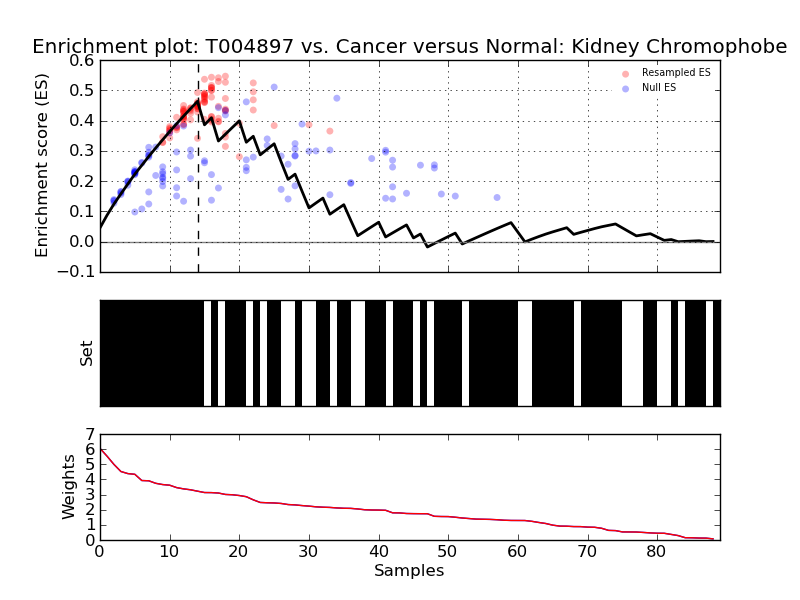 Enrichment plot: T004897 vs. Cancer versus Normal: Kidney Chromophobe
Enrichment score (ES)
0.6
0.5
0.4
0.3
0.2
0.1
0.0
−0.1
Resampled ES
Null ES
Set
Weights
7
6
5
4
3
2
1
0
0 10 20 30 40 50 60 70 80
Samples